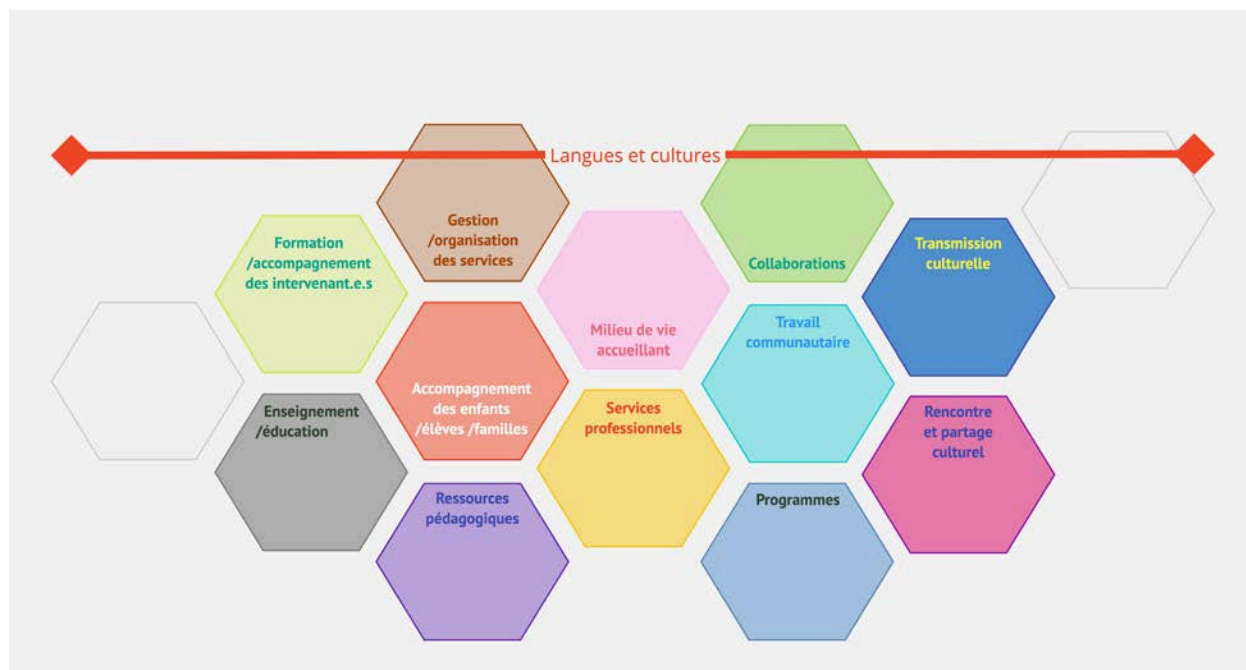 Langues et cultures
Gestion
/organisation
des services
Formation
/accompagnement
des intervenant.e.s
Collaborations
Transmission
culturelle
Milieu de vie
accueillant
Travail
communautaire
Accompagnement
des enfants
/élèves /familles
Enseignement
/éducation
Services
professionnels
Rencontre
et partage
culturel
Ressources
pédagogiques
Programmes